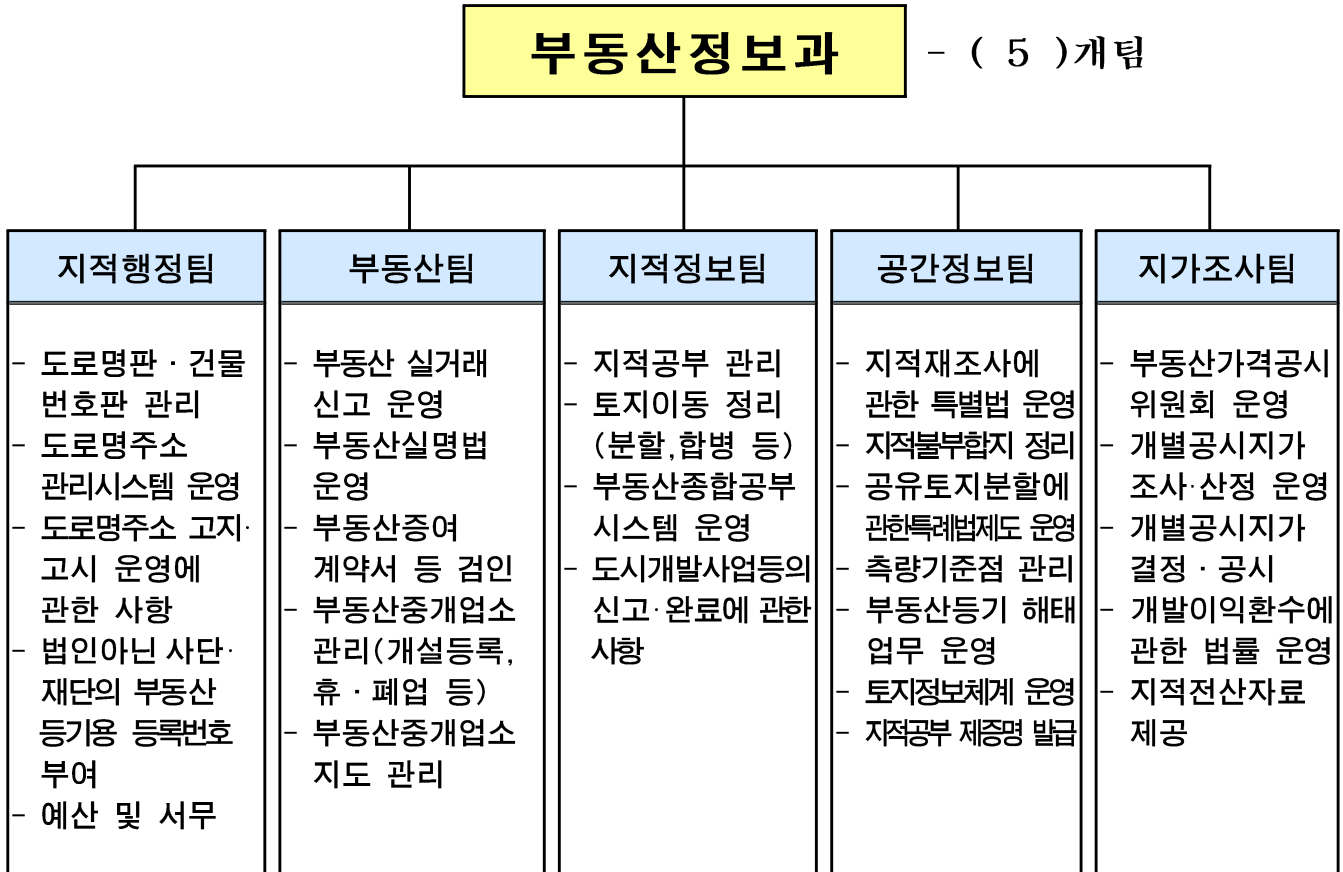 부동산정보과 - ( 5 )개팀
지적행정팀
- 도로명판 · 건물
번호판 관리
- 도로명주소
관리시스템 운영
- 도로명주소 고지·
고시 운영에
관한 사항
- 법인아닌 사단·
재단의 부동산
등기용 등록번호
부여
- 예산 및 서무
부동산팀
- 부동산 실거래
신고 운영
- 부동산실명법
운영
- 부동산증여
계약서 등 검인
- 부동산중개업소
관리(개설등록,
휴 · 폐업 등)
- 부동산중개업소
지도 관리
지적정보팀
- 지적공부 관리
- 토지이동 정리
(분할,합병 등)
- 부동산종합공부
시스템 운영
- 도시개발사업등의
신고·완료에 관한
사항
공간정보팀
- 지적재조사에
관한 특별법 운영
- 지적불부합지 정리
- 공유토지분할에
관한특례법제도 운영
- 측량기준점 관리
- 부동산등기 해태
업무 운영
- 토지정보체계 운영
- 지적공부 제증명 발급
지가조사팀
- 부동산가격공시
위원회 운영
- 개별공시지가
조사·산정 운영
- 개별공시지가
결정 · 공시
- 개발이익환수에
관한 법률 운영
- 지적전산자료
제공